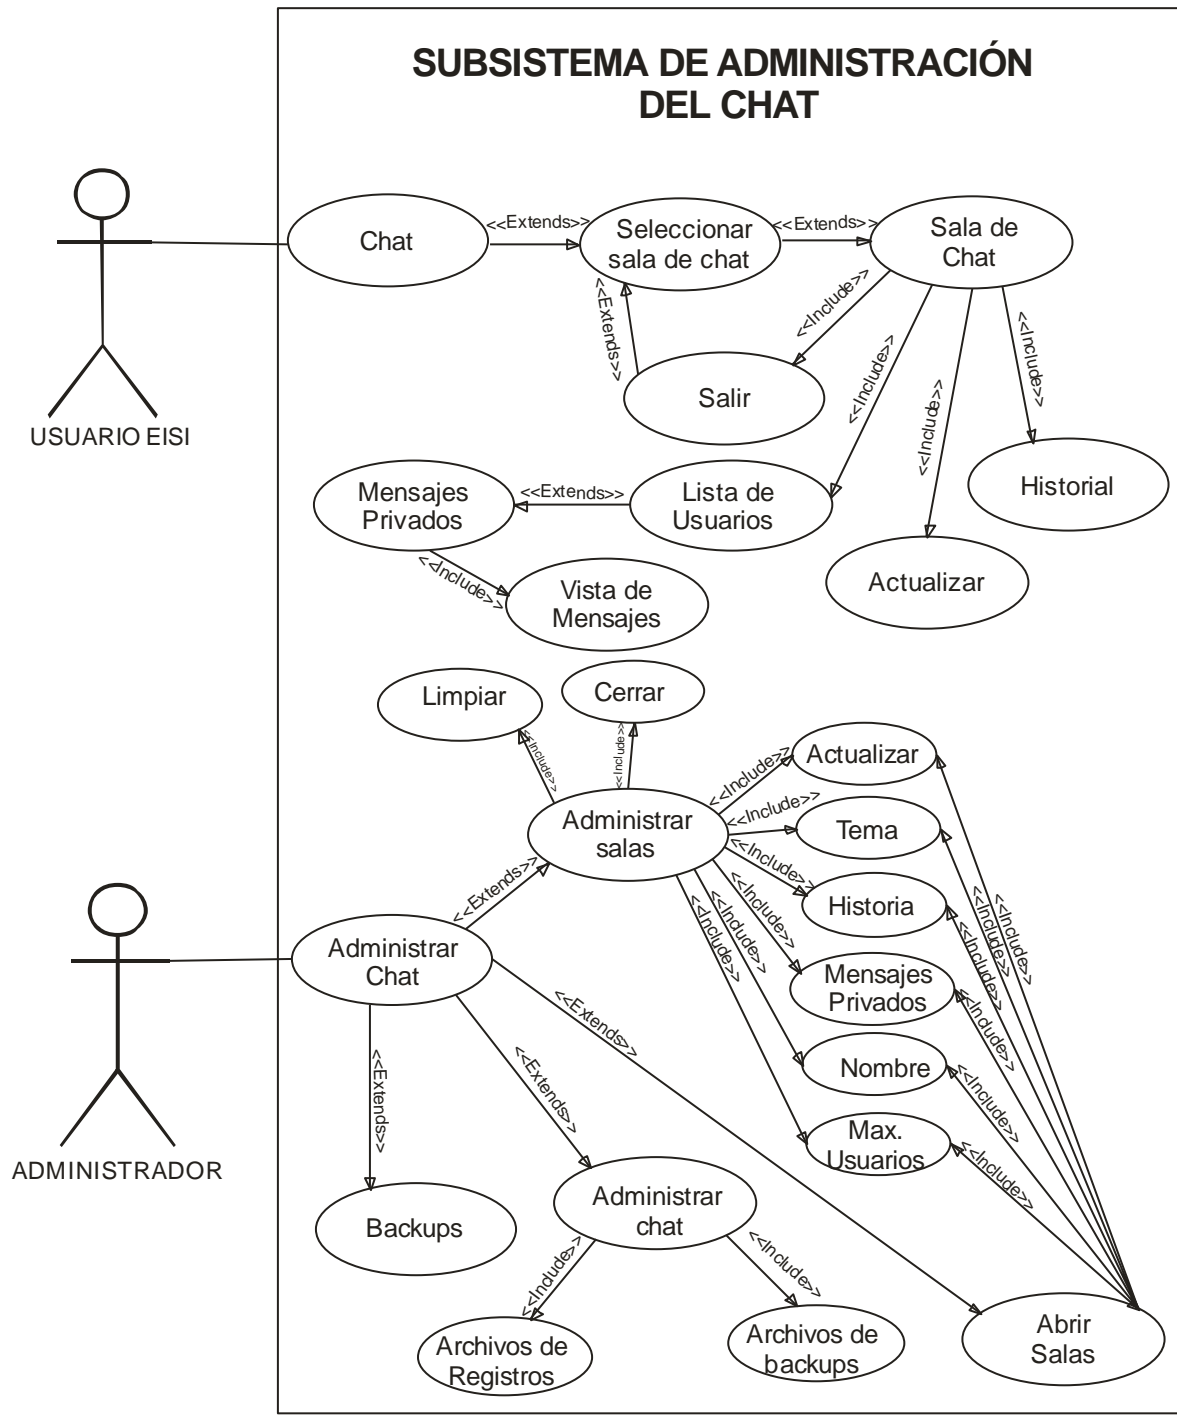 SUBSISTEMA DE ADMINISTRACIÓN
DEL CHAT
Chat
<<Extends>>
Seleccionar
sala de chat
<<Extends>>
Sala de
Chat
<<Extends>>
<<Include>>
<<Include>>
<<Include>>
<<Include>>
Salir
USUARIO EISI
Mensajes
Privados
<<Extends>>
Lista de
Usuarios
Historial
Actualizar
<<Include>>
Vista de
Mensajes
Limpiar
Cerrar
<<Include>>
<<Include>>
Actualizar
<<Include>>
Administrar
salas
<<Include>>
Tema
<<Include>>
Historia
<<Extends>>
<<Include>>
<<Include>>
<<Include>>
Administrar
Chat
Mensajes
Privados
<<Include>>
<<Include>>
<<Include>>
<<Include>>
<<Extends>>
Nombre
<<Include>>
<<Extends>>
<<Extends>>
Max.
Usuarios
<<Include>>
ADMINISTRADOR
Backups
Administrar
chat
<<Include>>
<<Include>>
Archivos de
Registros
Archivos de
backups
Abrir
Salas